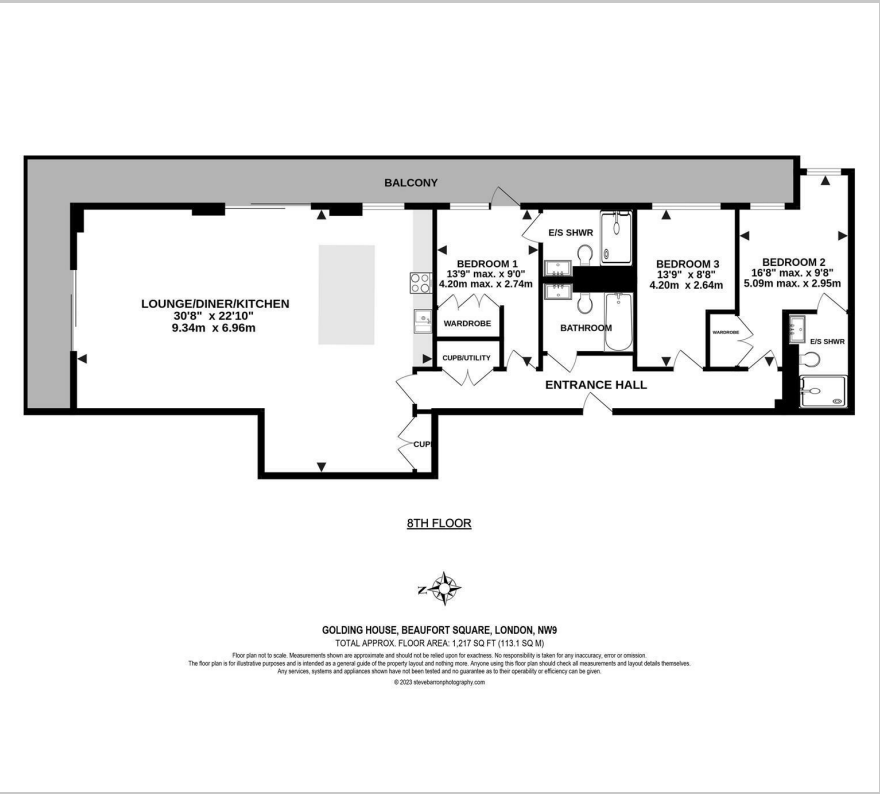 BALCONY
E/S SHWR
BEDROOM 1
13'9" max. x 9'0"
4.20m max. x 2.74m
BEDROOM 3
13'9" x 8'8"
4.20m x 2.64m
BEDROOM 2
16'8" max. x 9'8"
5.09m max. x 2.95m
LOUNGE/DINER/KITCHEN
30'8" x 22'10"
9.34m x 6.96m
WARDROBE
BATHROOM
WARDROBE
E/S SHWR
CUPB/UTILITY
ENTRANCE HALL
CUP
8TH FLOOR
N
GOLDING HOUSE, BEAUFORT SQUARE, LONDON, NW9
TOTAL APPROX. FLOOR AREA: 1,217 SQ FT (113.1 SQ M)
Floor plan not to scale. Measurements shown are approximate and should not be relied upon for exactness. No responsibility is taken for any inaccuracy, error or omission.
The floor plan is for illustrative purposes and is intended as a general guide of the property layout and nothing more. Anyone using this floor plan should check all measurements and layout details themselves.
Any services, systems and appliances shown have not been tested and no guarantee as to their operability or efficiency can be given.
© 2023 stevebarronphotography.com